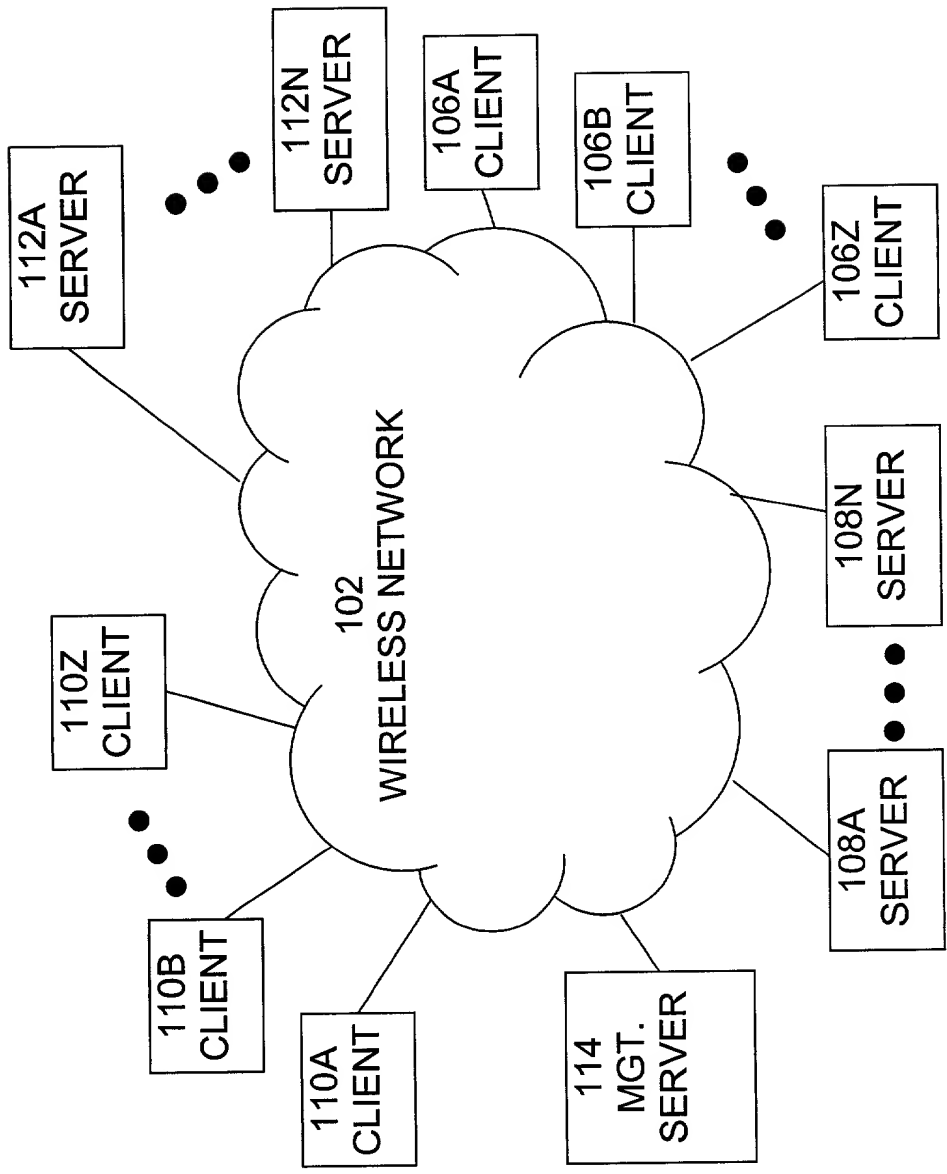 112A
SERVER
110Z
CLIENT
110B
CLIENT
112N
SERVER
110A
CLIENT
102
WIRELESS NETWORK
106A
CLIENT
114
MGT.
SERVER
106B
CLIENT
108A
SERVER
108N
SERVER
106Z
CLIENT